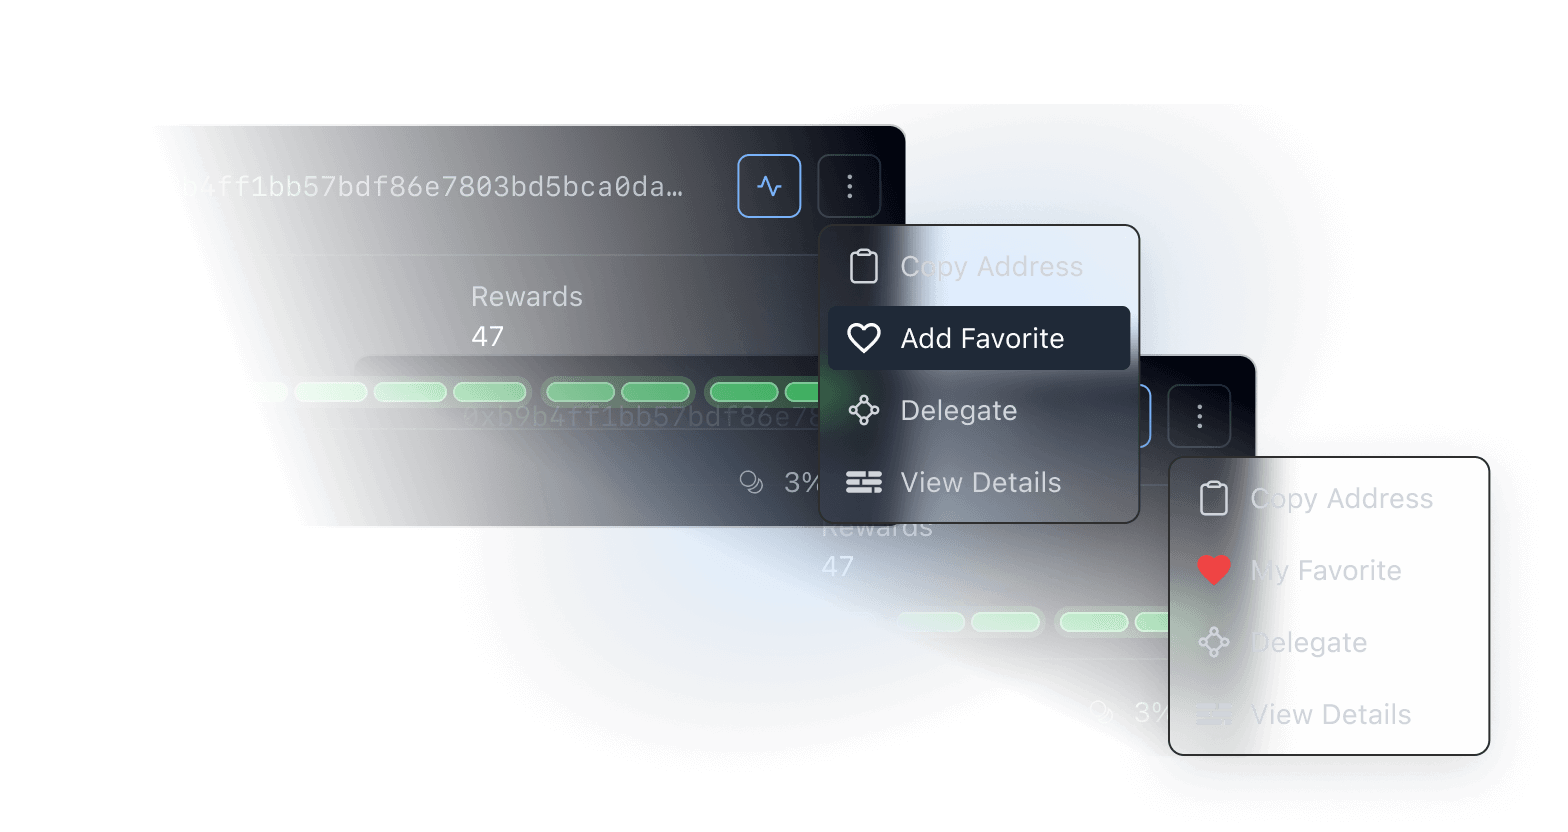 b4ff1bb57bdf86e7803bd5bca0da…
Rewards
47
3%
Copy Address
Add Favorite
Delegate
View Details
0xb9b4ff1bb57bdf86e78
Rewards
47
3%
Copy Address
My Favorite
Delegate
View Details